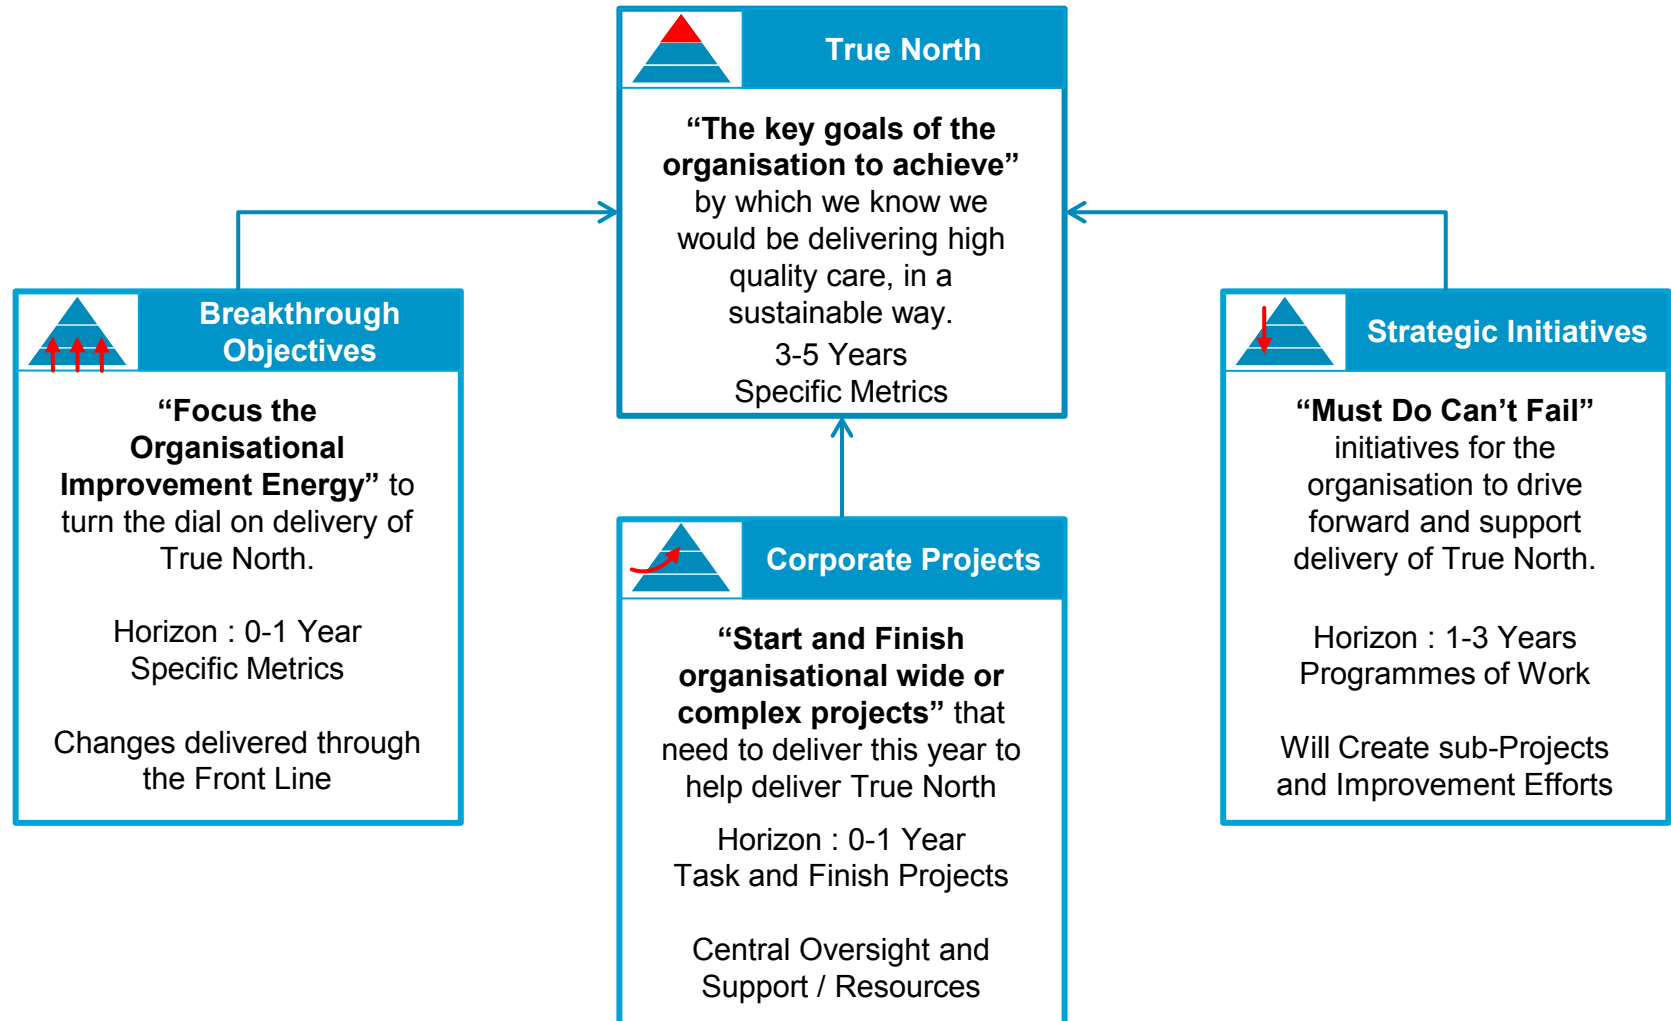 True North
“The key goals of the
organisation to achieve”
by which we know we
would be delivering high
quality care, in a
sustainable way.
3-5 Years
Specific Metrics
Breakthrough
Objectives
“Focus the
Organisational
Improvement Energy” to
turn the dial on delivery of
True North.
Horizon : 0-1 Year
Specific Metrics
Changes delivered through
the Front Line
Corporate Projects
“Start and Finish
organisational wide or
complex projects” that
need to deliver this year to
help deliver True North
Horizon : 0-1 Year
Task and Finish Projects
Central Oversight and
Support / Resources
Strategic Initiatives
“Must Do Can’t Fail”
initiatives for the
organisation to drive
forward and support
delivery of True North.
Horizon : 1-3 Years
Programmes of Work
Will Create sub-Projects
and Improvement Efforts